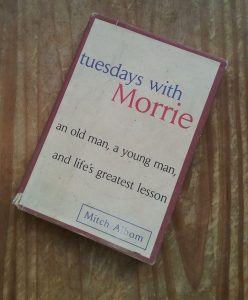 tuesdays with
Morrie
an old man, a young man,
and life's greatest lesson
Mitch Albom